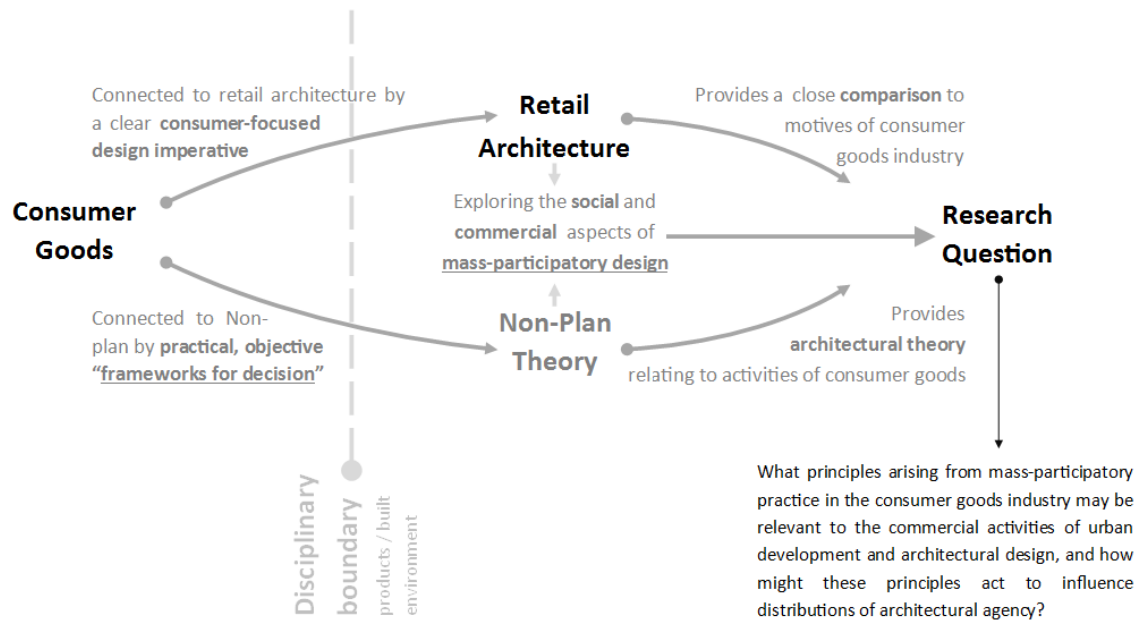 Connected to retail architecture by
a clear consumer-focused
design imperative
Retail
Architecture
Provides a close comparison to
motives of consumer
goods industry
Consumer
Goods
Exploring the social and
commercial aspects of
mass-participatory design
Research
Question
Connected to Non-
plan by practical, objective
“frameworks for decision”
Non-Plan
Theory
Provides
architectural theory
relating to activities of consumer goods
Disciplinary
boundary
products / built
environment
What principles arising from mass-participatory
practice in the consumer goods industry may be
relevant to the commercial activities of urban
development and architectural design, and how
might these principles act to influence
distributions of architectural agency?